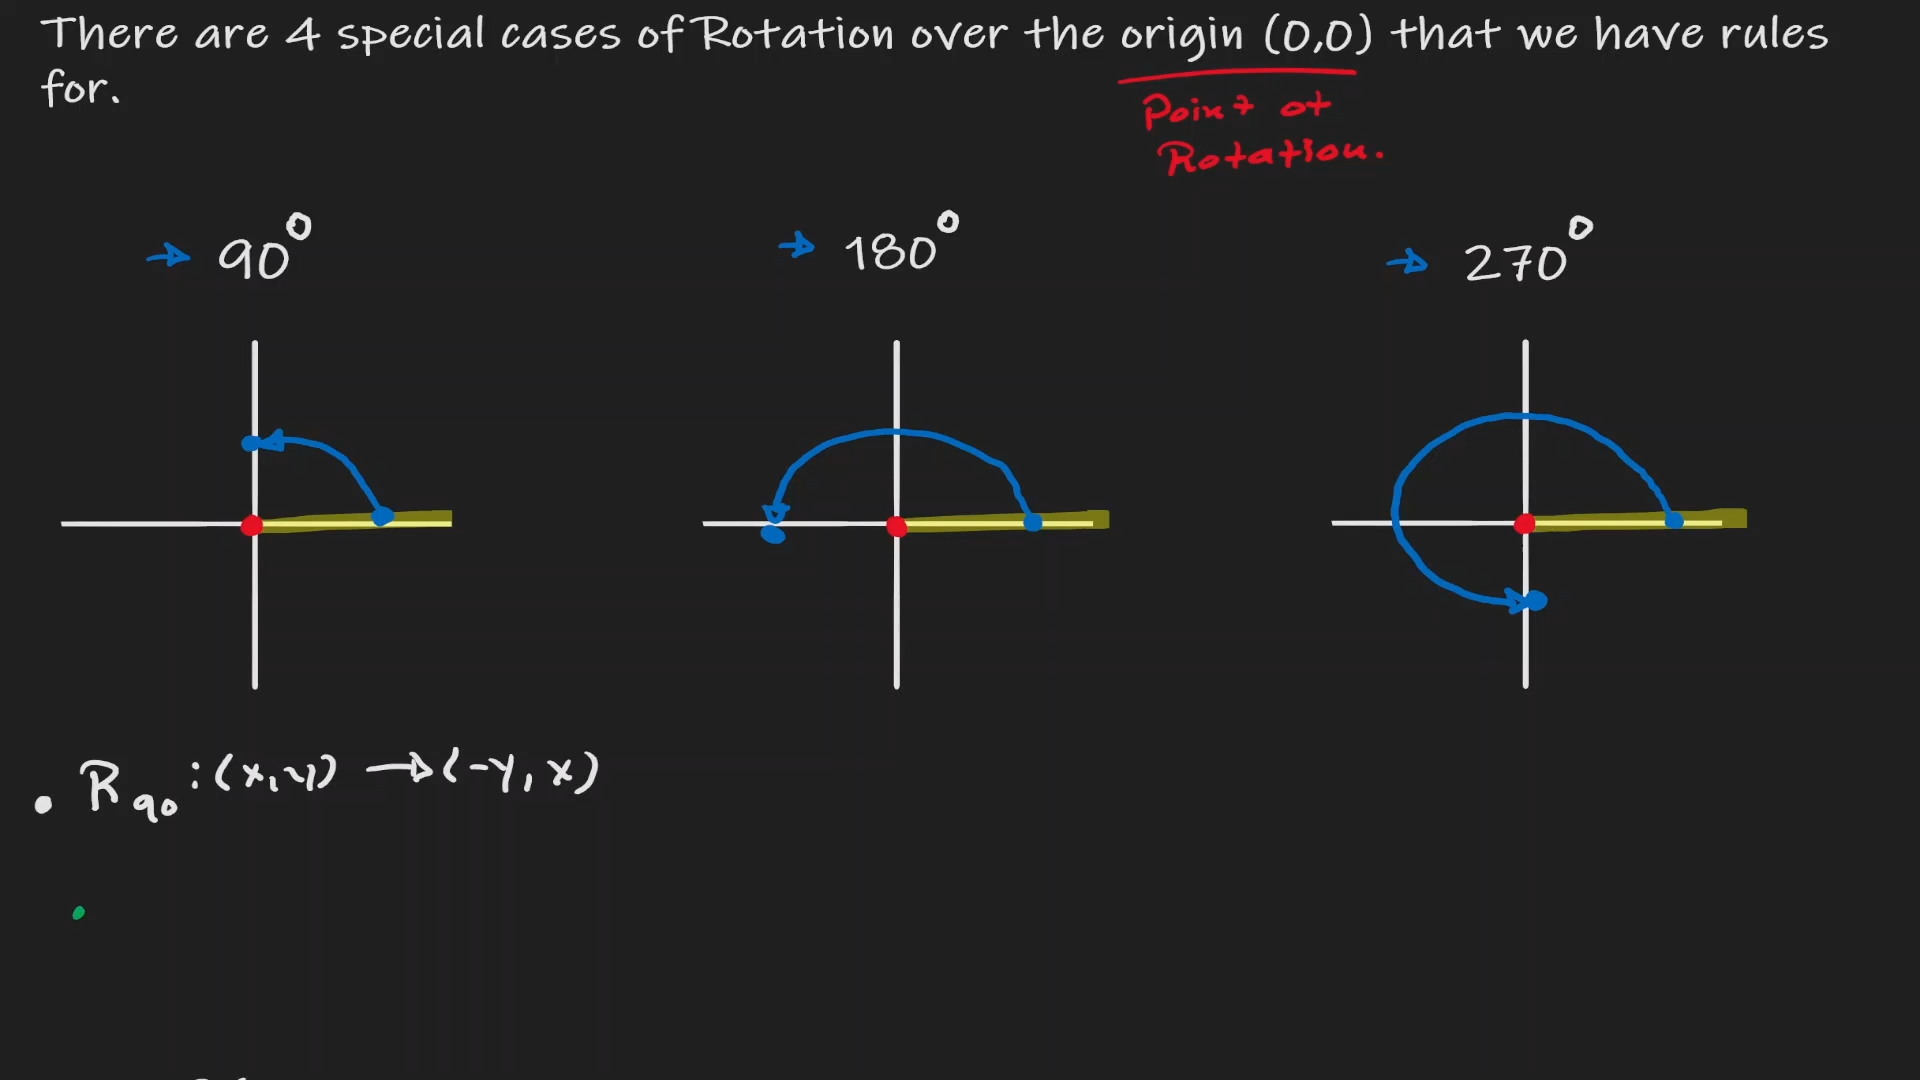 There are 4 special cases of Rotation over the origin (0,0) that we have rules
for.
Point of
Rotation.
90°
180°
270°
R90 : (x,y) → (-y, x)